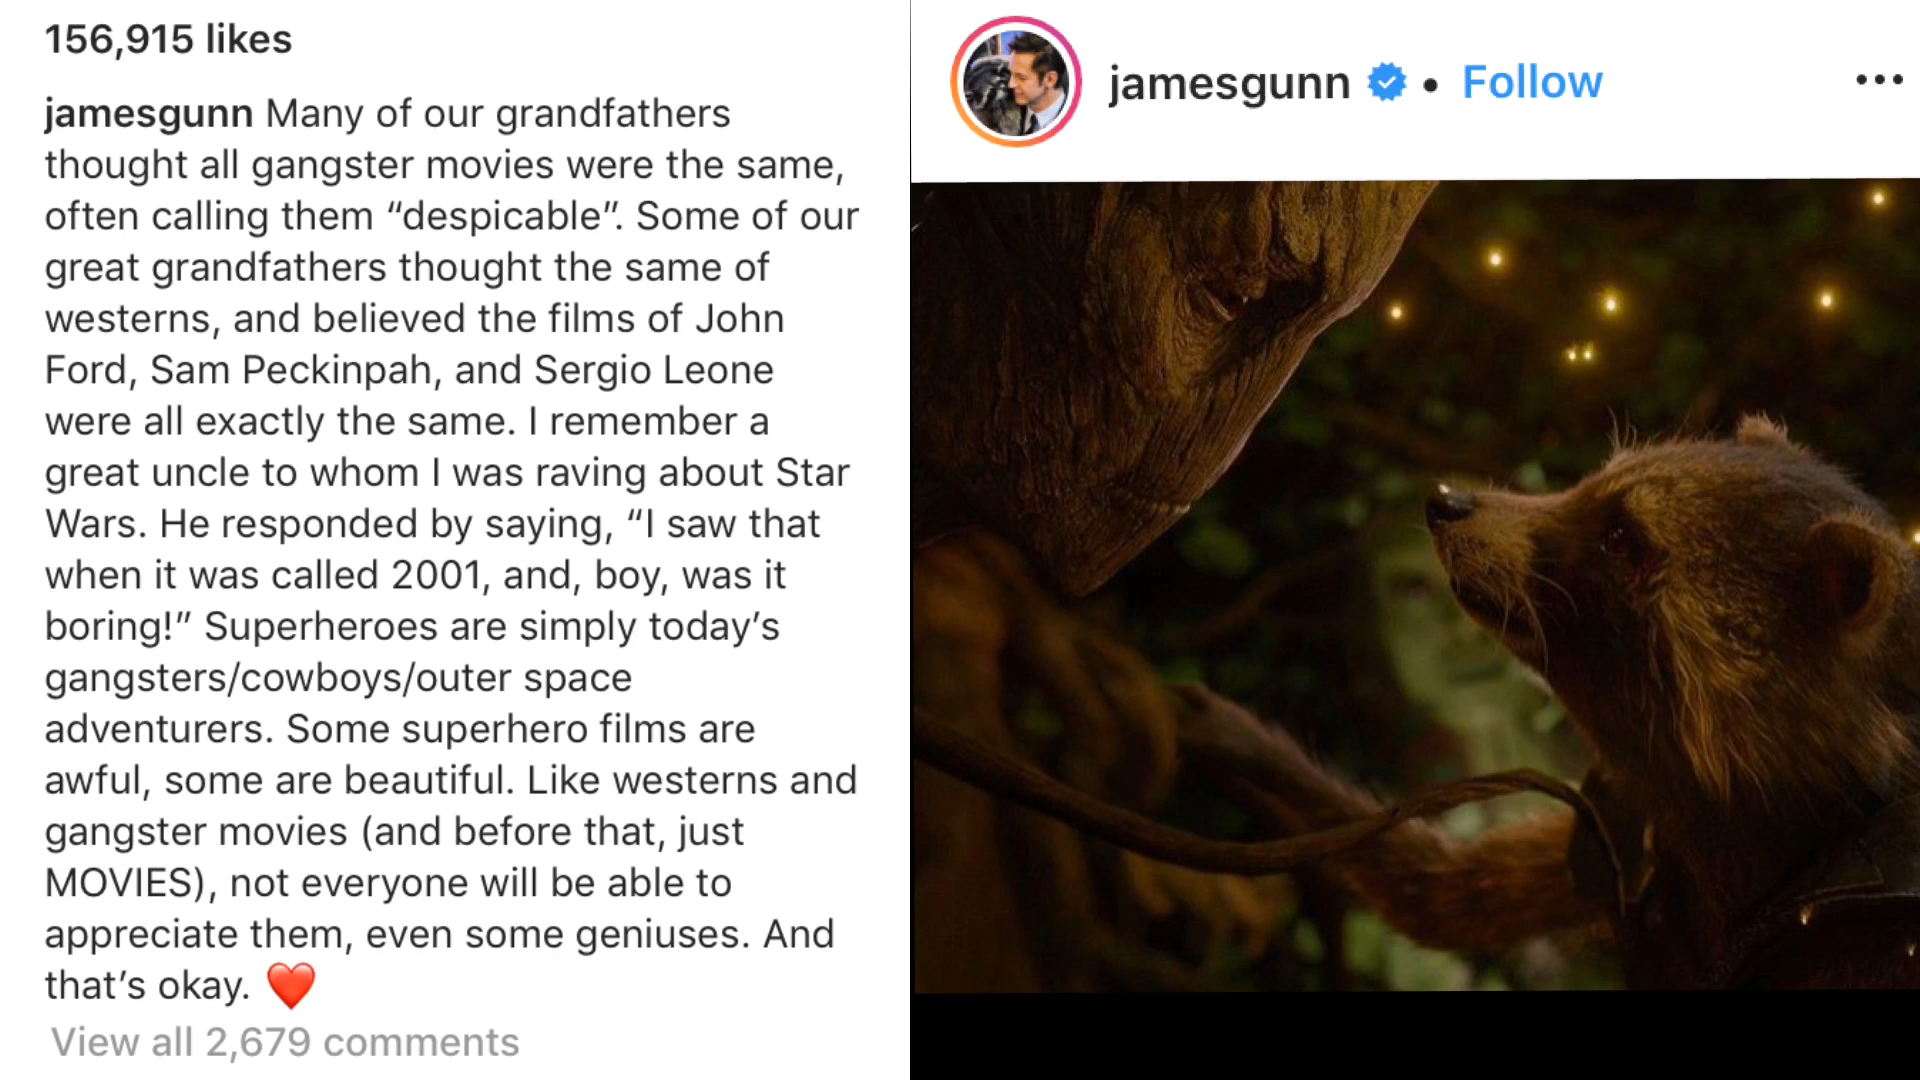 156,915 likes
jamesgunn Many of our grandfathers
thought all gangster movies were the same,
often calling them “despicable”. Some of our
great grandfathers thought the same of
westerns, and believed the films of John
Ford, Sam Peckinpah, and Sergio Leone
were all exactly the same. I remember a
great uncle to whom I was raving about Star
Wars. He responded by saying, “I saw that
when it was called 2001, and, boy, was it
boring!” Superheroes are simply today’s
gangsters/cowboys/outer space
adventurers. Some superhero films are
awful, some are beautiful. Like westerns and
gangster movies (and before that, just
MOVIES), not everyone will be able to
appreciate them, even some geniuses. And
that’s okay. ❤️
View all 2,679 comments
jamesgunn • Follow